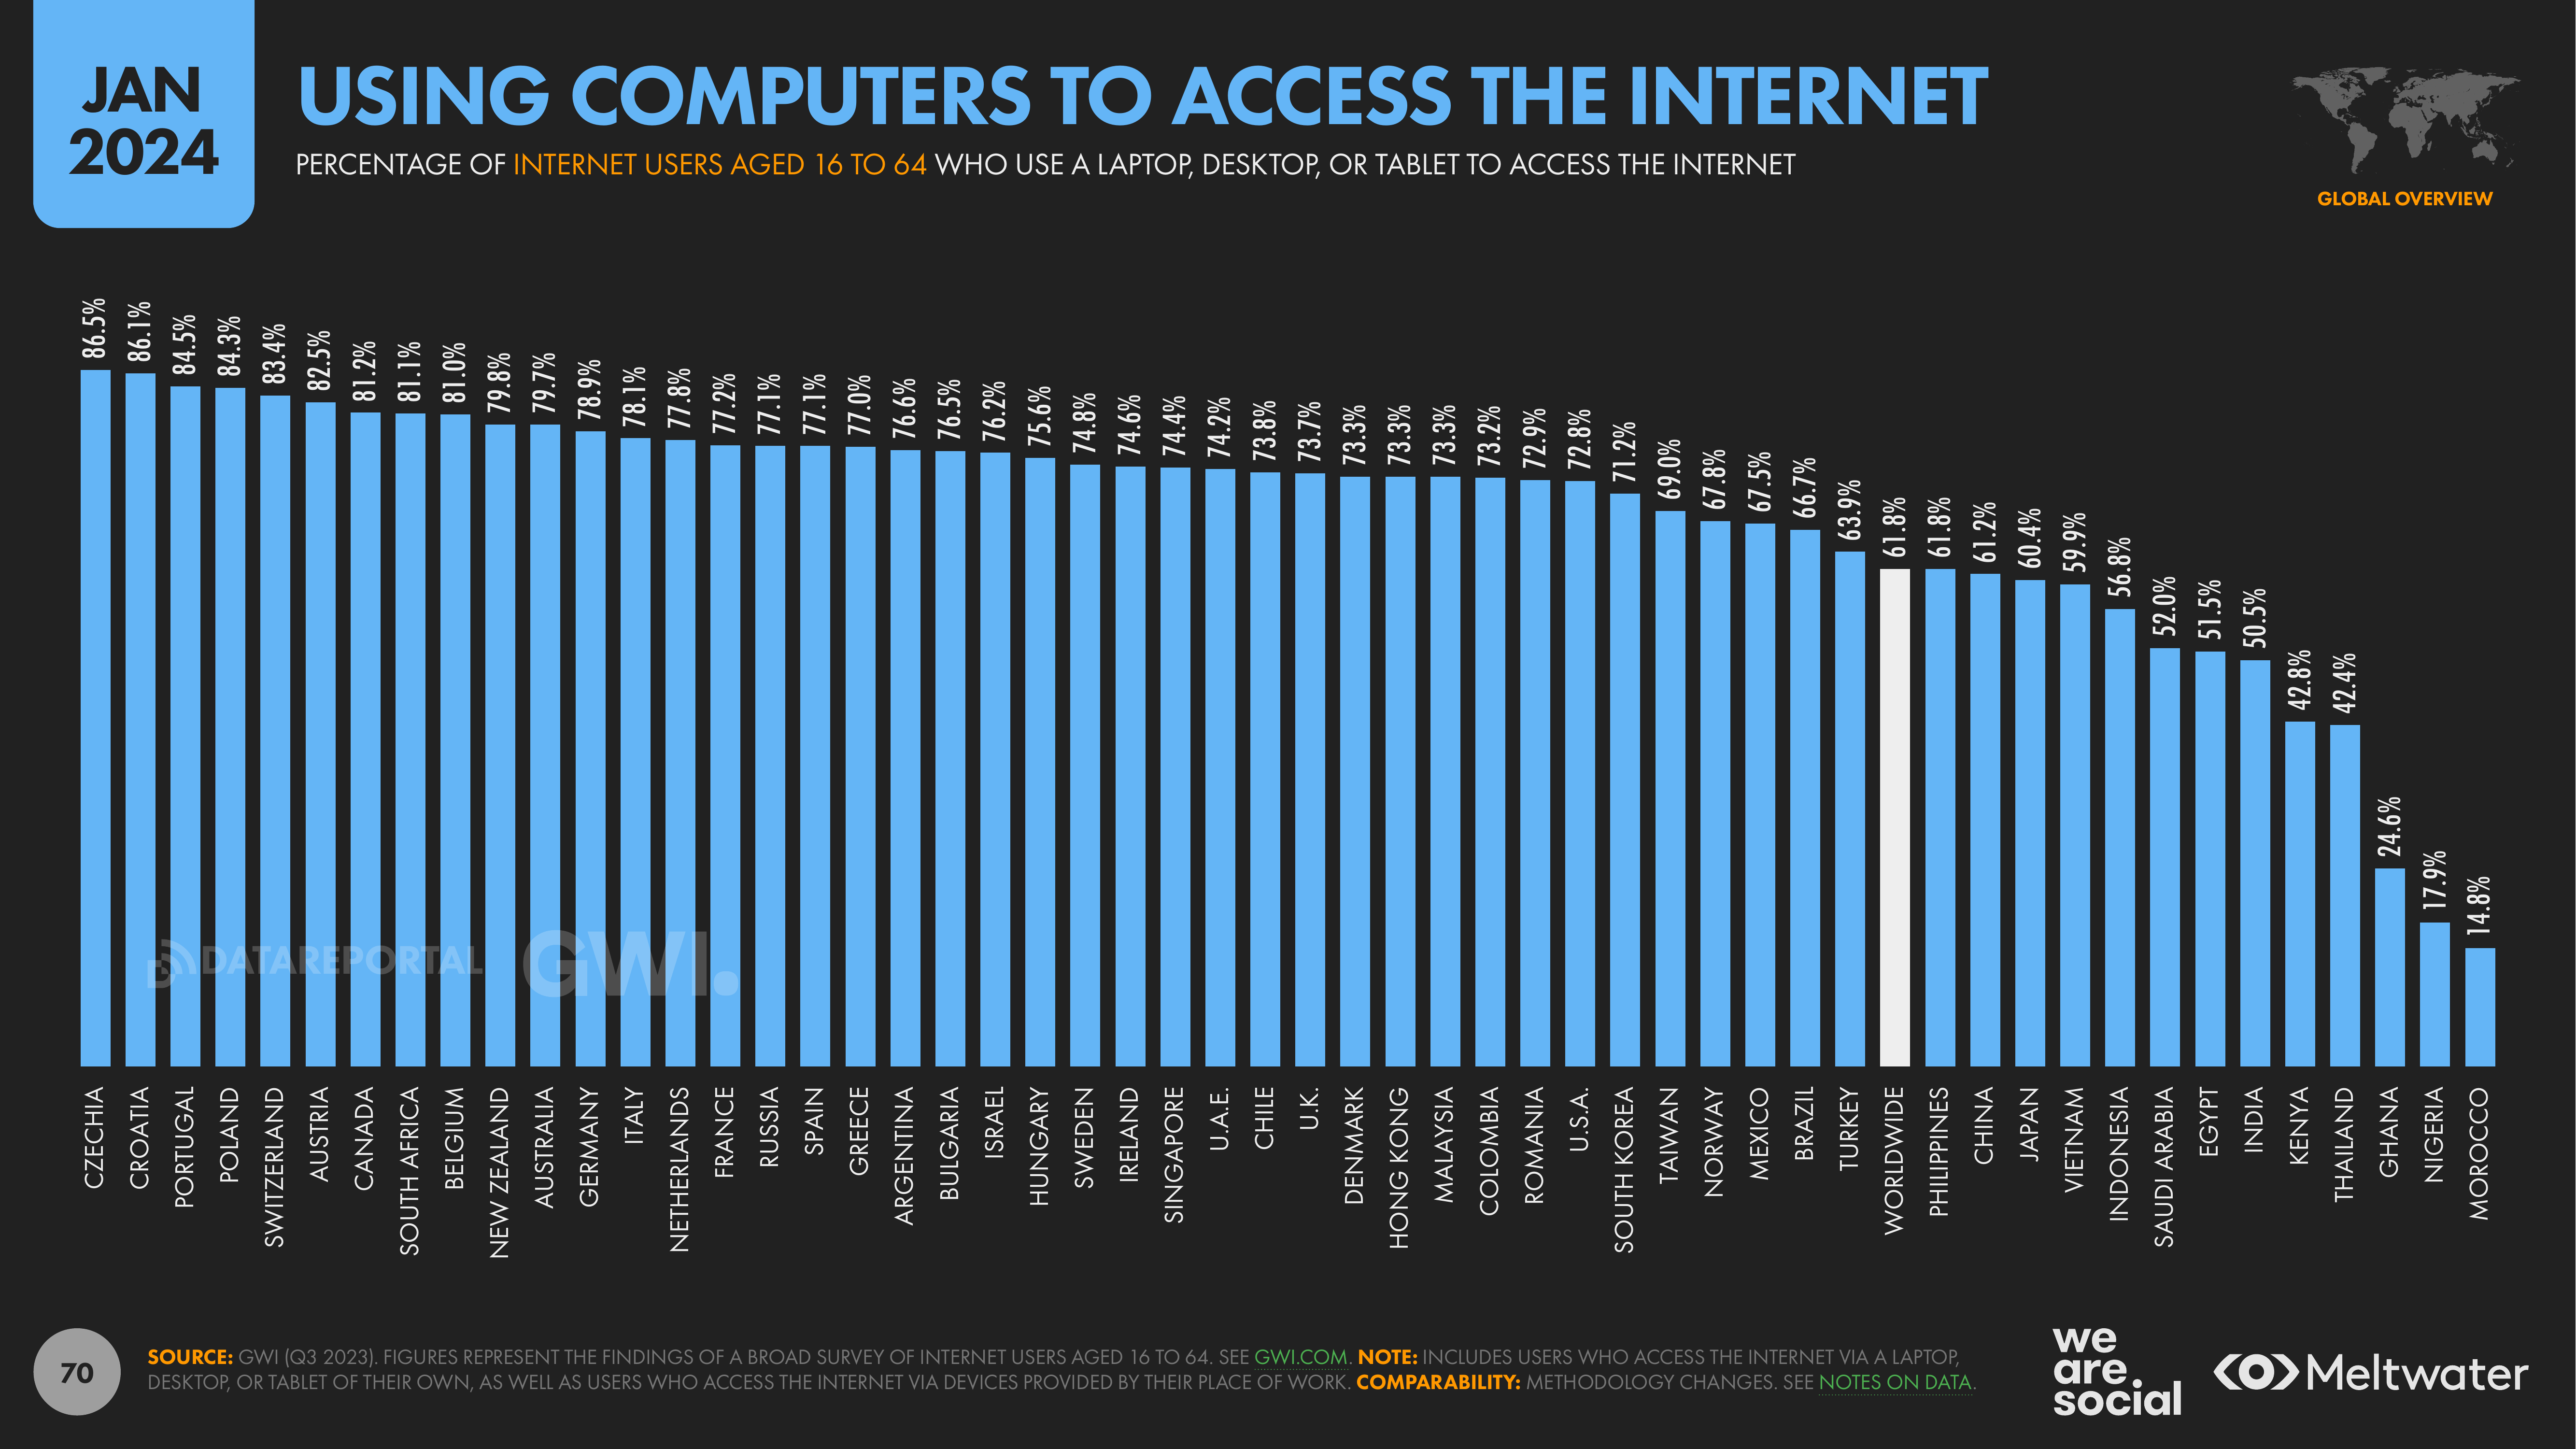 JAN
2024
USING COMPUTERS TO ACCESS THE INTERNET
PERCENTAGE OF INTERNET USERS AGED 16 TO 64 WHO USE A LAPTOP, DESKTOP, OR TABLET TO ACCESS THE INTERNET
GLOBAL OVERVIEW
86.5%
86.1%
84.5%
84.3%
83.4%
82.5%
81.2%
81.1%
81.0%
79.8%
79.7%
78.9%
78.1%
77.8%
77.2%
77.1%
77.1%
77.0%
76.6%
76.5%
76.2%
75.6%
74.8%
74.6%
74.4%
74.2%
73.8%
73.7%
73.3%
73.3%
73.3%
73.2%
72.9%
72.8%
71.2%
69.0%
67.8%
67.5%
66.7%
63.9%
61.8%
61.8%
61.2%
60.4%
59.9%
56.8%
52.0%
51.5%
50.5%
42.8%
42.4%
24.6%
17.9%
14.8%
DATAREPORTAL
GWI.
CZECHIA
CROATIA
PORTUGAL
POLAND
SWITZERLAND
AUSTRIA
CANADA
SOUTH AFRICA
BELGIUM
NEW ZEALAND
AUSTRALIA
GERMANY
ITALY
NETHERLANDS
FRANCE
RUSSIA
SPAIN
GREECE
ARGENTINA
BULGARIA
ISRAEL
HUNGARY
SWEDEN
IRELAND
SINGAPORE
U.A.E.
CHILE
U.K.
DENMARK
HONG KONG
MALAYSIA
COLOMBIA
ROMANIA
U.S.A.
SOUTH KOREA
TAIWAN
NORWAY
MEXICO
BRAZIL
TURKEY
WORLDWIDE
PHILIPPINES
CHINA
JAPAN
VIETNAM
INDONESIA
SAUDI ARABIA
EGYPT
INDIA
KENYA
THAILAND
GHANA
NIGERIA
MOROCCO
70
SOURCE: GWI (Q3 2023). FIGURES REPRESENT THE FINDINGS OF A BROAD SURVEY OF INTERNET USERS AGED 16 TO 64. SEE GWI.COM. NOTE: INCLUDES USERS WHO ACCESS THE INTERNET VIA A LAPTOP,
DESKTOP, OR TABLET OF THEIR OWN, AS WELL AS USERS WHO ACCESS THE INTERNET VIA DEVICES PROVIDED BY THEIR PLACE OF WORK. COMPARABILITY: METHODOLOGY CHANGES. SEE NOTES ON DATA.
we
are.
social
Meltwater